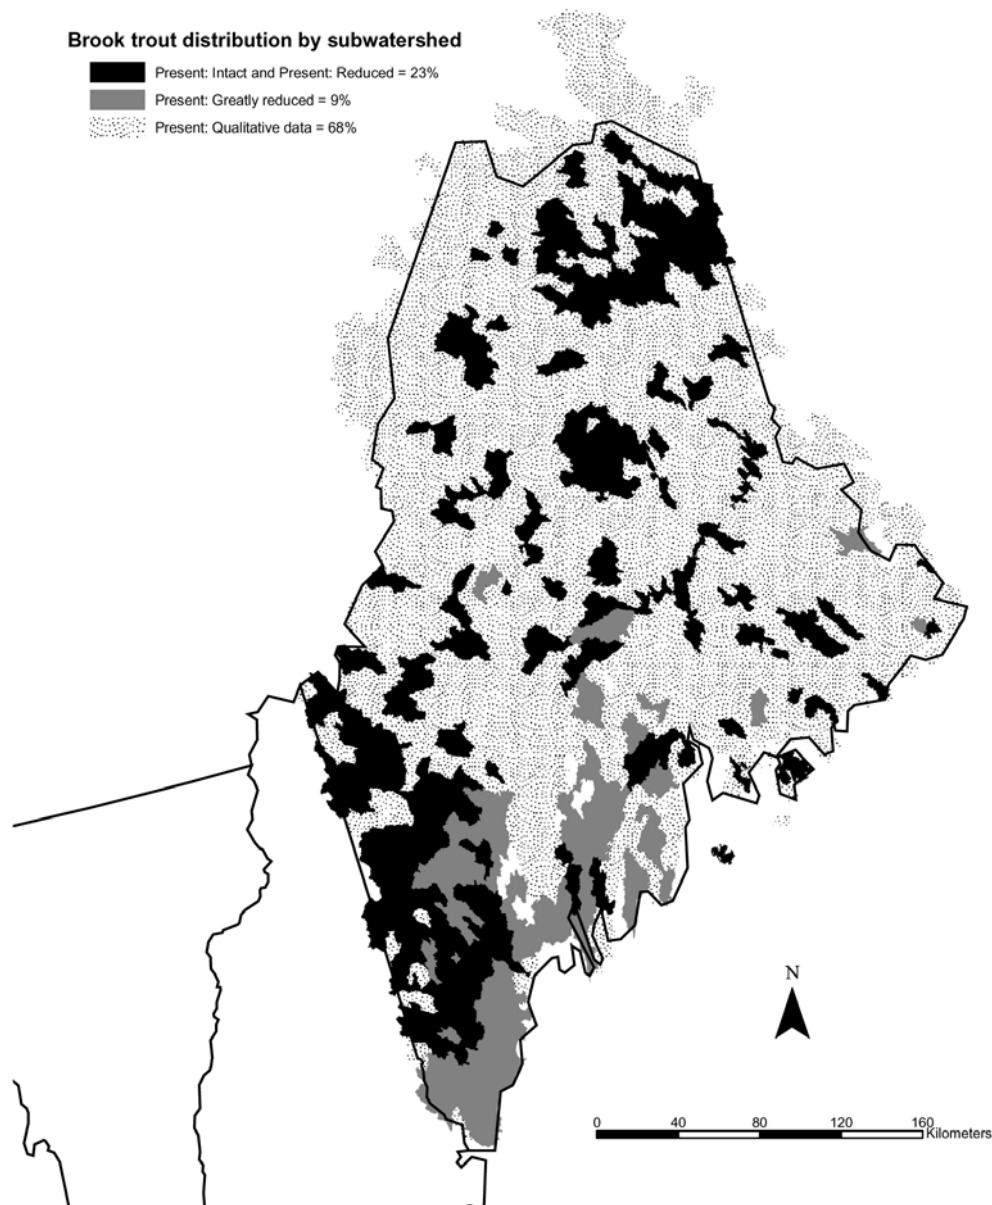 Brook trout distribution by subwatershed
Present: Intact and Present: Reduced = 23%
Present: Greatly reduced = 9%
Present: Qualitative data = 68%
N
0 40 80 120 160
Kilometers